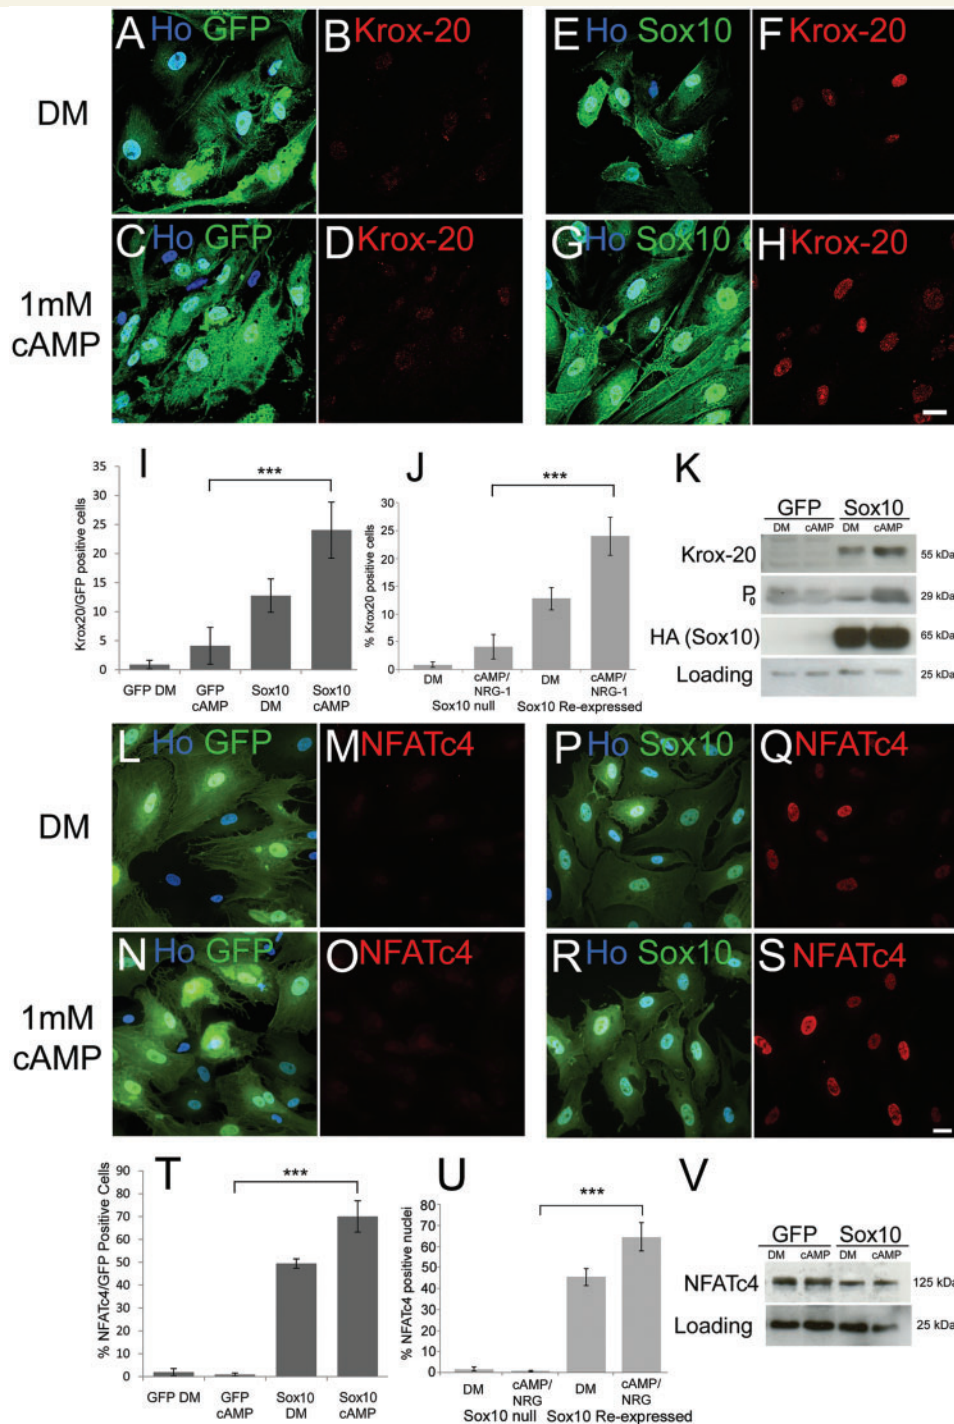 A Ho GFP
B Krox-20
E Ho Sox10
F Krox-20
DM
C Ho GFP
D Krox-20
G Ho Sox10
H Krox-20
1mM
cAMP
I
Krox20/GFP positive cells
35
30
25
20
15
10
5
0
***
GFP DM
GFP
cAMP
Sox10
DM
Sox10
cAMP
J
% Krox20 positive cells
30
25
20
15
10
5
0
***
DM
cAMP/
NRG-1
DM
cAMP/
NRG-1
Sox10 null
Sox10 Re-expressed
K
GFP
Sox10
DM
cAMP
DM
cAMP
Krox-20
55 kDa
P0
29 kDa
HA (Sox10)
65 kDa
Loading
25 kDa
L Ho GFP
M NFATc4
P Ho Sox10
Q NFATc4
DM
N Ho GFP
O NFATc4
R Ho Sox10
S NFATc4
1mM
cAMP
T
% NFATc4/GFP Positive Cells
90
80
70
60
50
40
30
20
10
0
***
GFP DM
GFP
cAMP
Sox10
DM
Sox10
cAMP
U
% NFATc4 positive nuclei
80
70
60
50
40
30
20
10
0
***
DM
cAMP/
NRG
DM
cAMP/
NRG
Sox10 null
Sox10 Re-expressed
V
GFP
Sox10
DM
cAMP
DM
cAMP
NFATc4
125 kDa
Loading
25 kDa